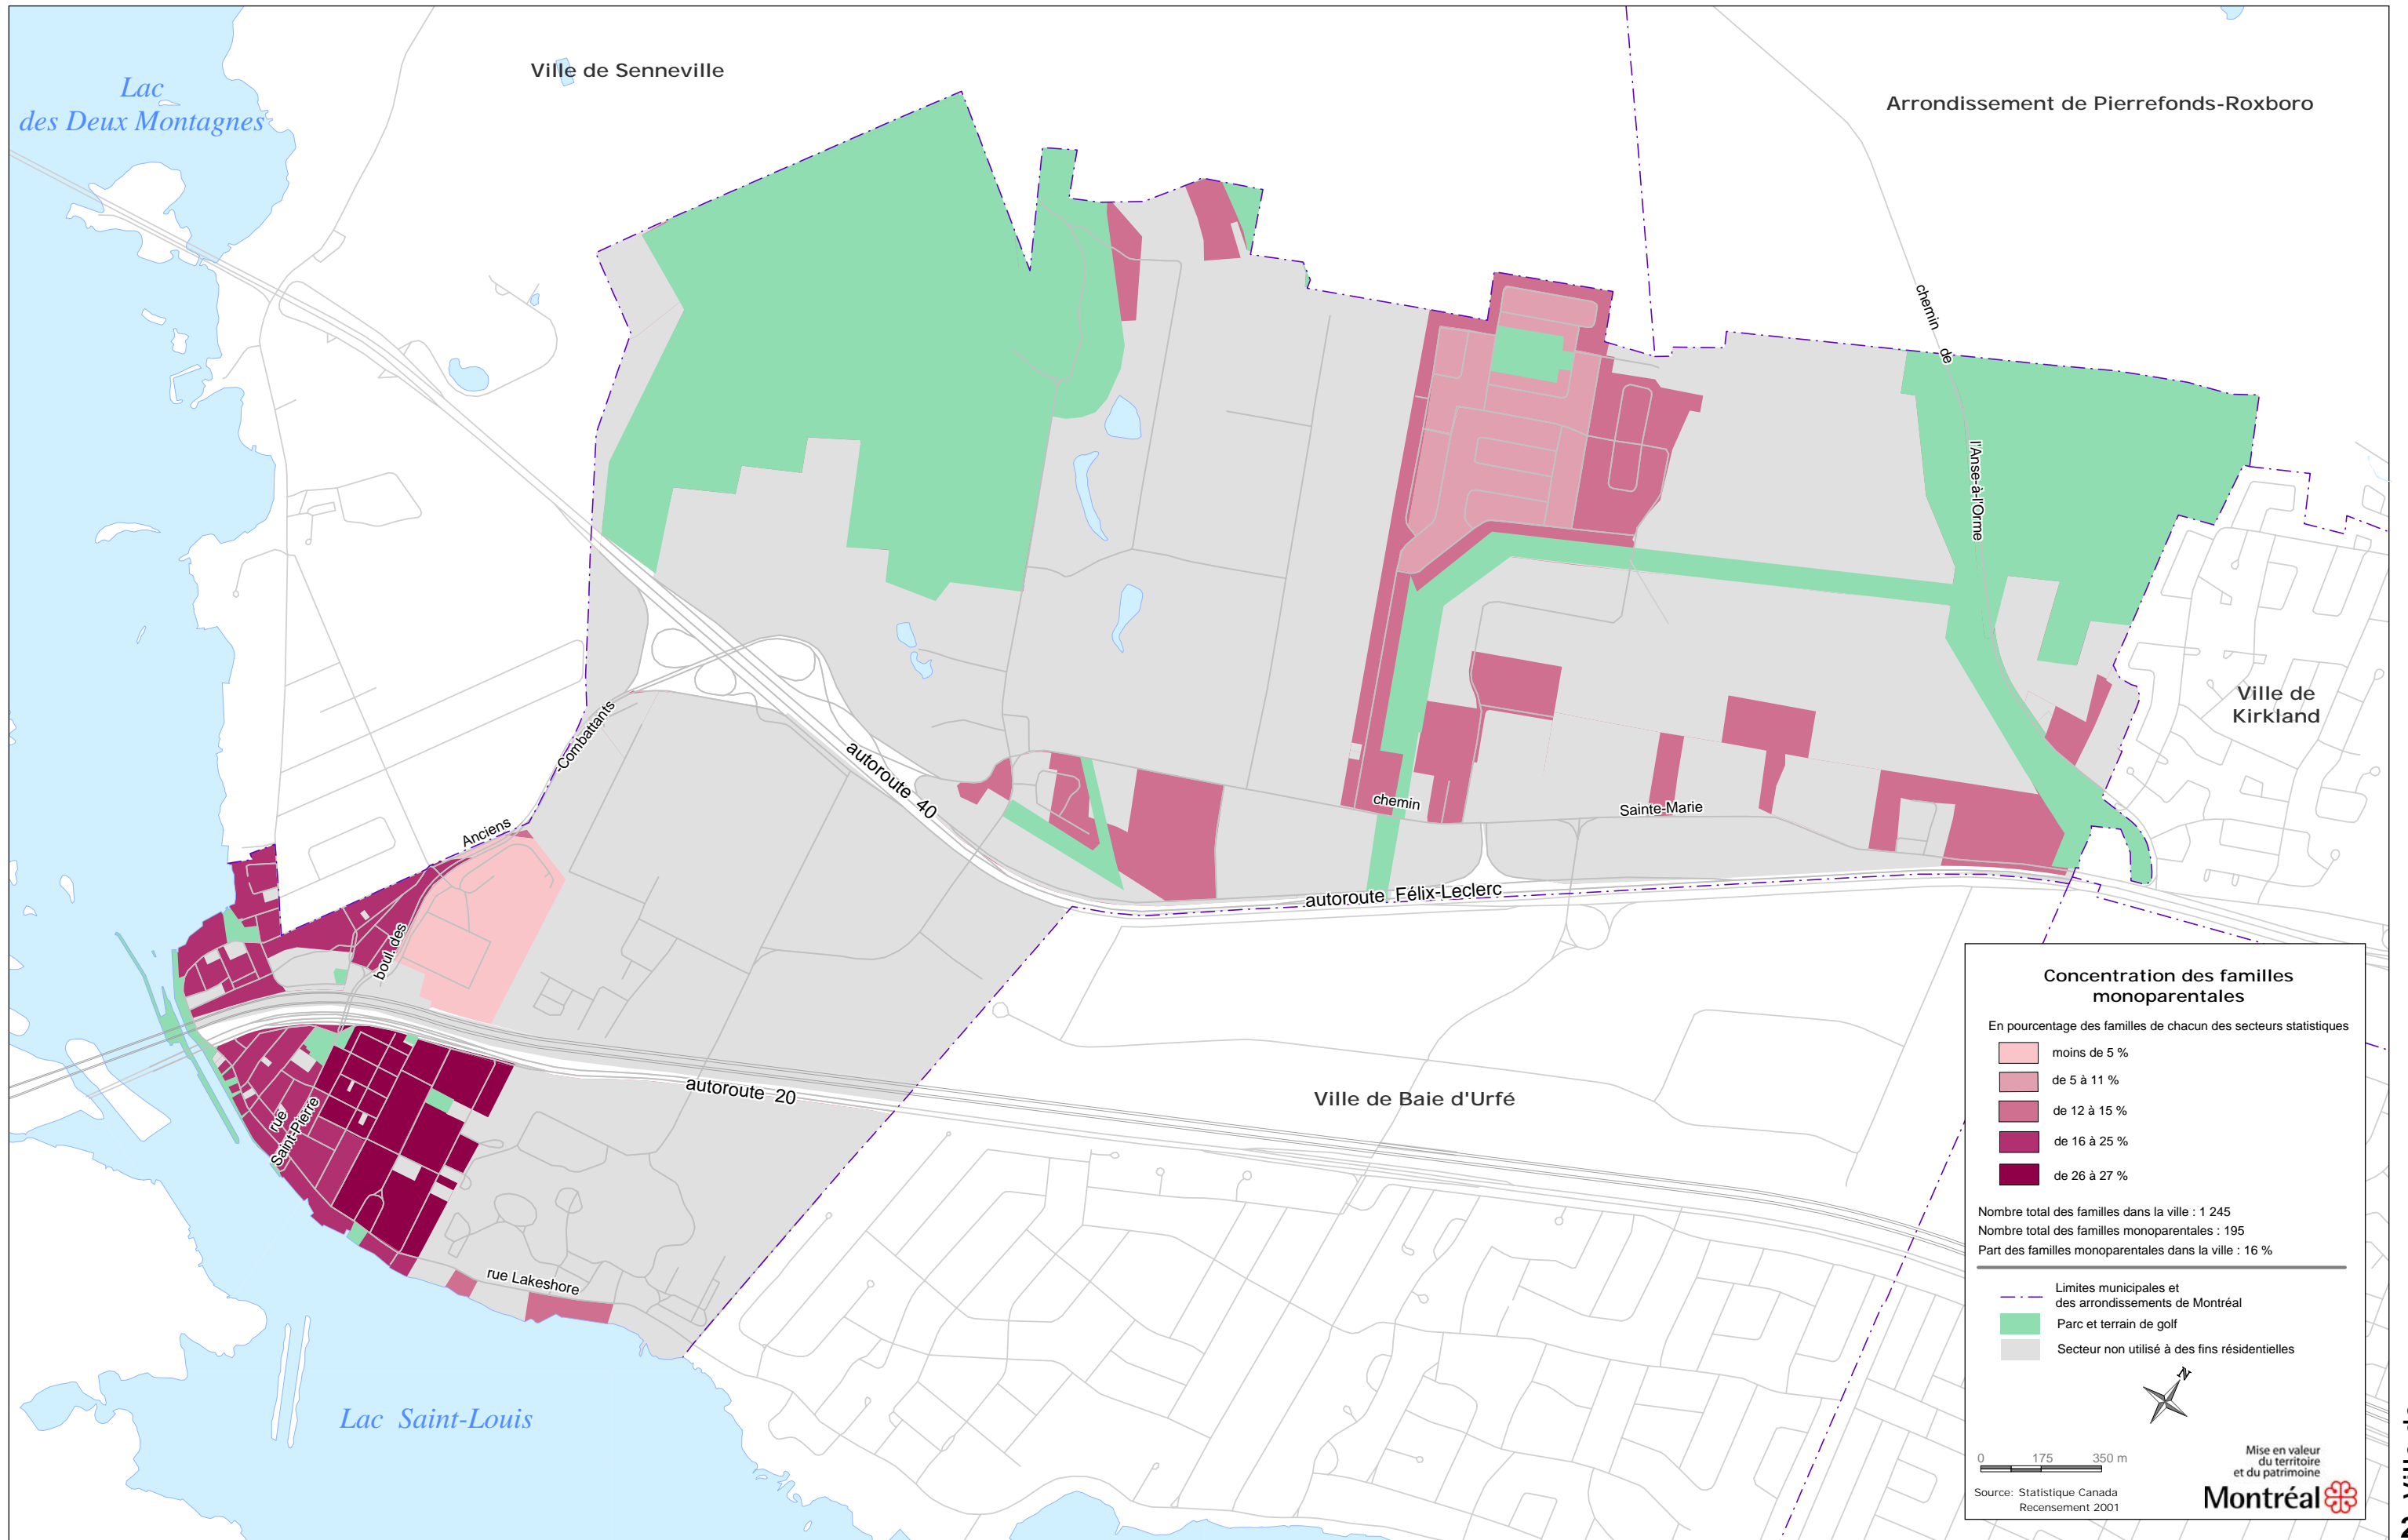 Ville de Senneville
Lac
des Deux Montagnes
Arrondissement de Pierrefonds-Roxboro
chemin
de
l'Anse-à-l'Orme
Ville de
Kirkland
-Combattants
autoroute 40
Anciens
boul. des
chemin
Sainte-Marie
autoroute Félix-Leclerc
autoroute 20
rue
Saint-Pierre
Ville de Baie d'Urfé
rue Lakeshore
Lac Saint-Louis
Concentration des familles
monoparentales
En pourcentage des familles de chacun des secteurs statistiques
moins de 5 %
de 5 à 11 %
de 12 à 15 %
de 16 à 25 %
de 26 à 27 %
Nombre total des familles dans la ville : 1 245
Nombre total des familles monoparentales : 195
Part des familles monoparentales dans la ville : 16 %
Limites municipales et
des arrondissements de Montréal
Parc et terrain de golf
Secteur non utilisé à des fins résidentielles
N
0 175 350 m
Mise en valeur
du territoire
et du patrimoine
Source: Statistique Canada
Recensement 2001
Montréal